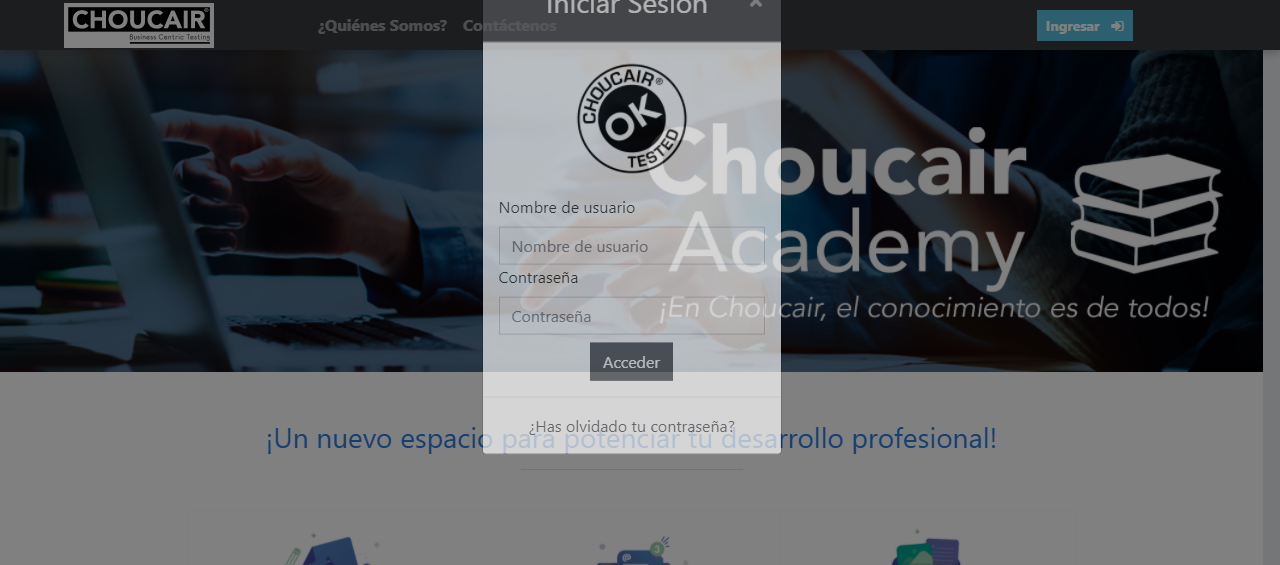 CHOUCAIR®
Business Centric Testing
¿Quiénes Somos? Contáctenos
Ingresar
Iniciar Sesión ×
CHOUCAIR®
OK
TESTED
Choucair
Academy
¡En Choucair, el conocimiento es de todos!
Nombre de usuario
Nombre de usuario
Contraseña
Contraseña
Acceder
¿Has olvidado tu contraseña?
¡Un nuevo espacio para potenciar tu desarrollo profesional!
@
3